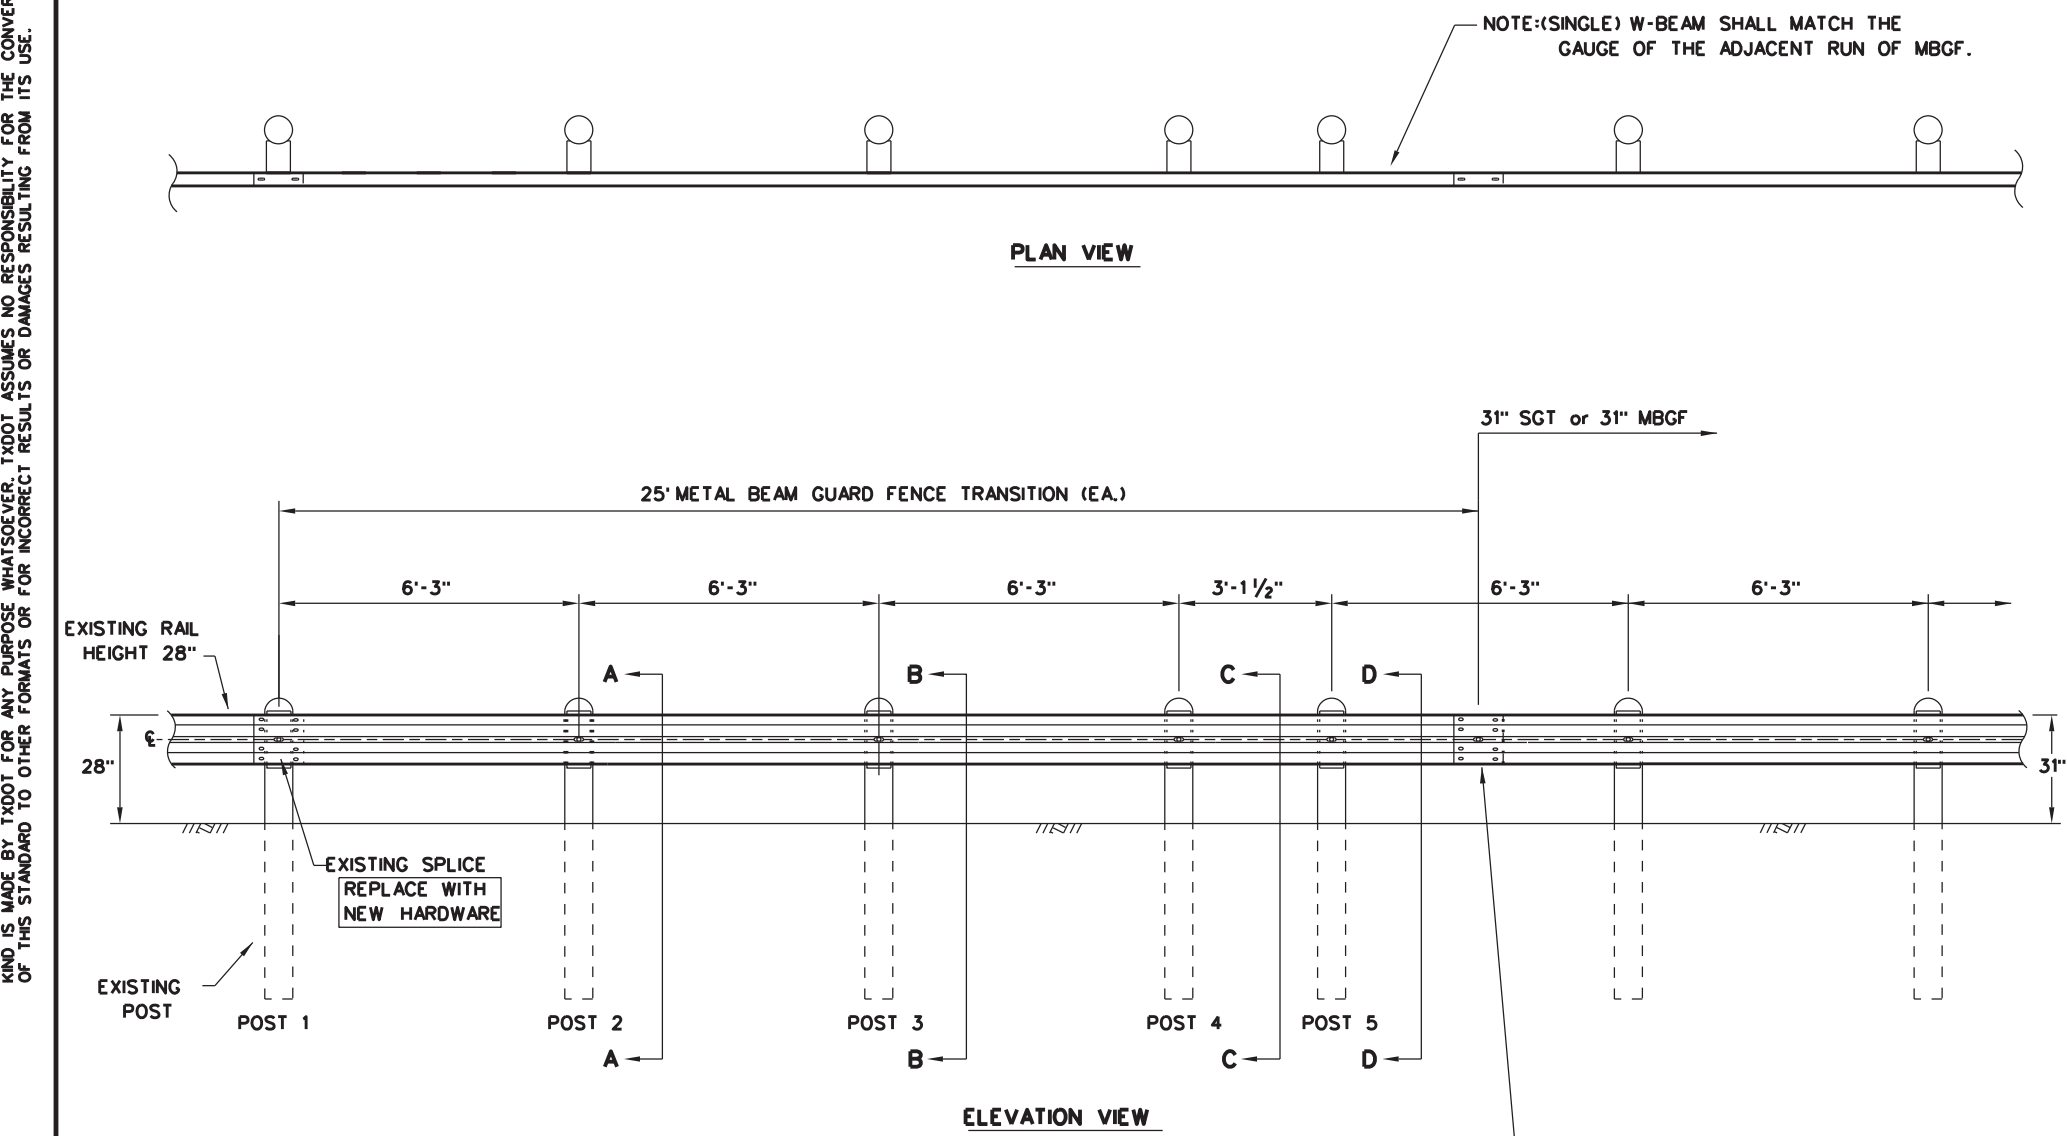 KIND IS MADE BY TXDOT FOR ANY PURPOSE WHATSOEVER. TXDOT ASSUMES NO RESPONSIBILITY FOR THE
OF THIS STANDARD TO OTHER FORMATS OR FOR INCORRECT RESULTS OR DAMAGES RESULTING FROM ITS USE.
NOTE:(SINGLE) W-BEAM SHALL MATCH THE
GAUGE OF THE ADJACENT RUN OF MBGF.
PLAN VIEW
31" SGT or 31" MBGF
25' METAL BEAM GUARD FENCE TRANSITION (EA.)
6'-3" 6'-3" 6'-3" 3'-1 1/2" 6'-3" 6'-3"
EXISTING RAIL
HEIGHT 28"
A B C D
℄
28"
31"
EXISTING SPLICE
REPLACE WITH
NEW HARDWARE
EXISTING
POST
POST 1 POST 2 POST 3 POST 4 POST 5
A B C D
ELEVATION VIEW